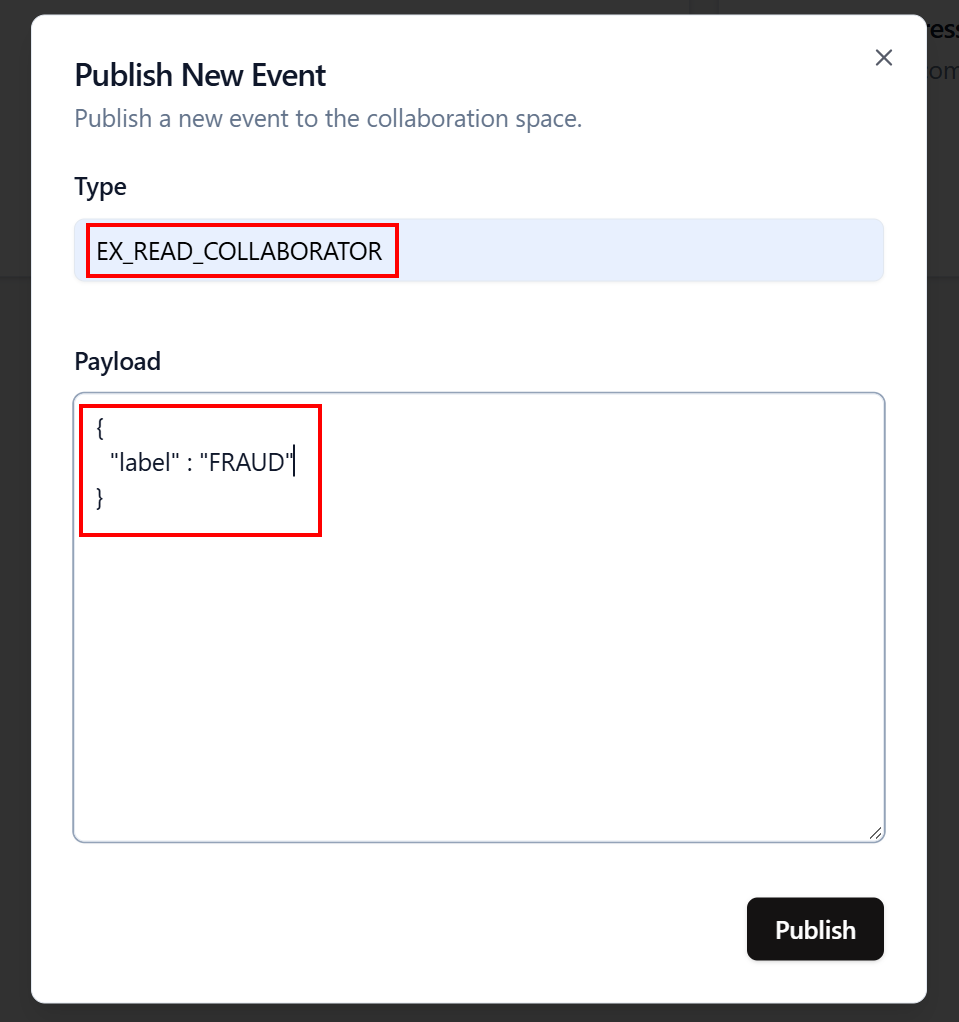 Publish New Event
Publish a new event to the collaboration space.
Type
EX_READ_COLLABORATOR
Payload
{
"label" : "FRAUD"
}
Publish